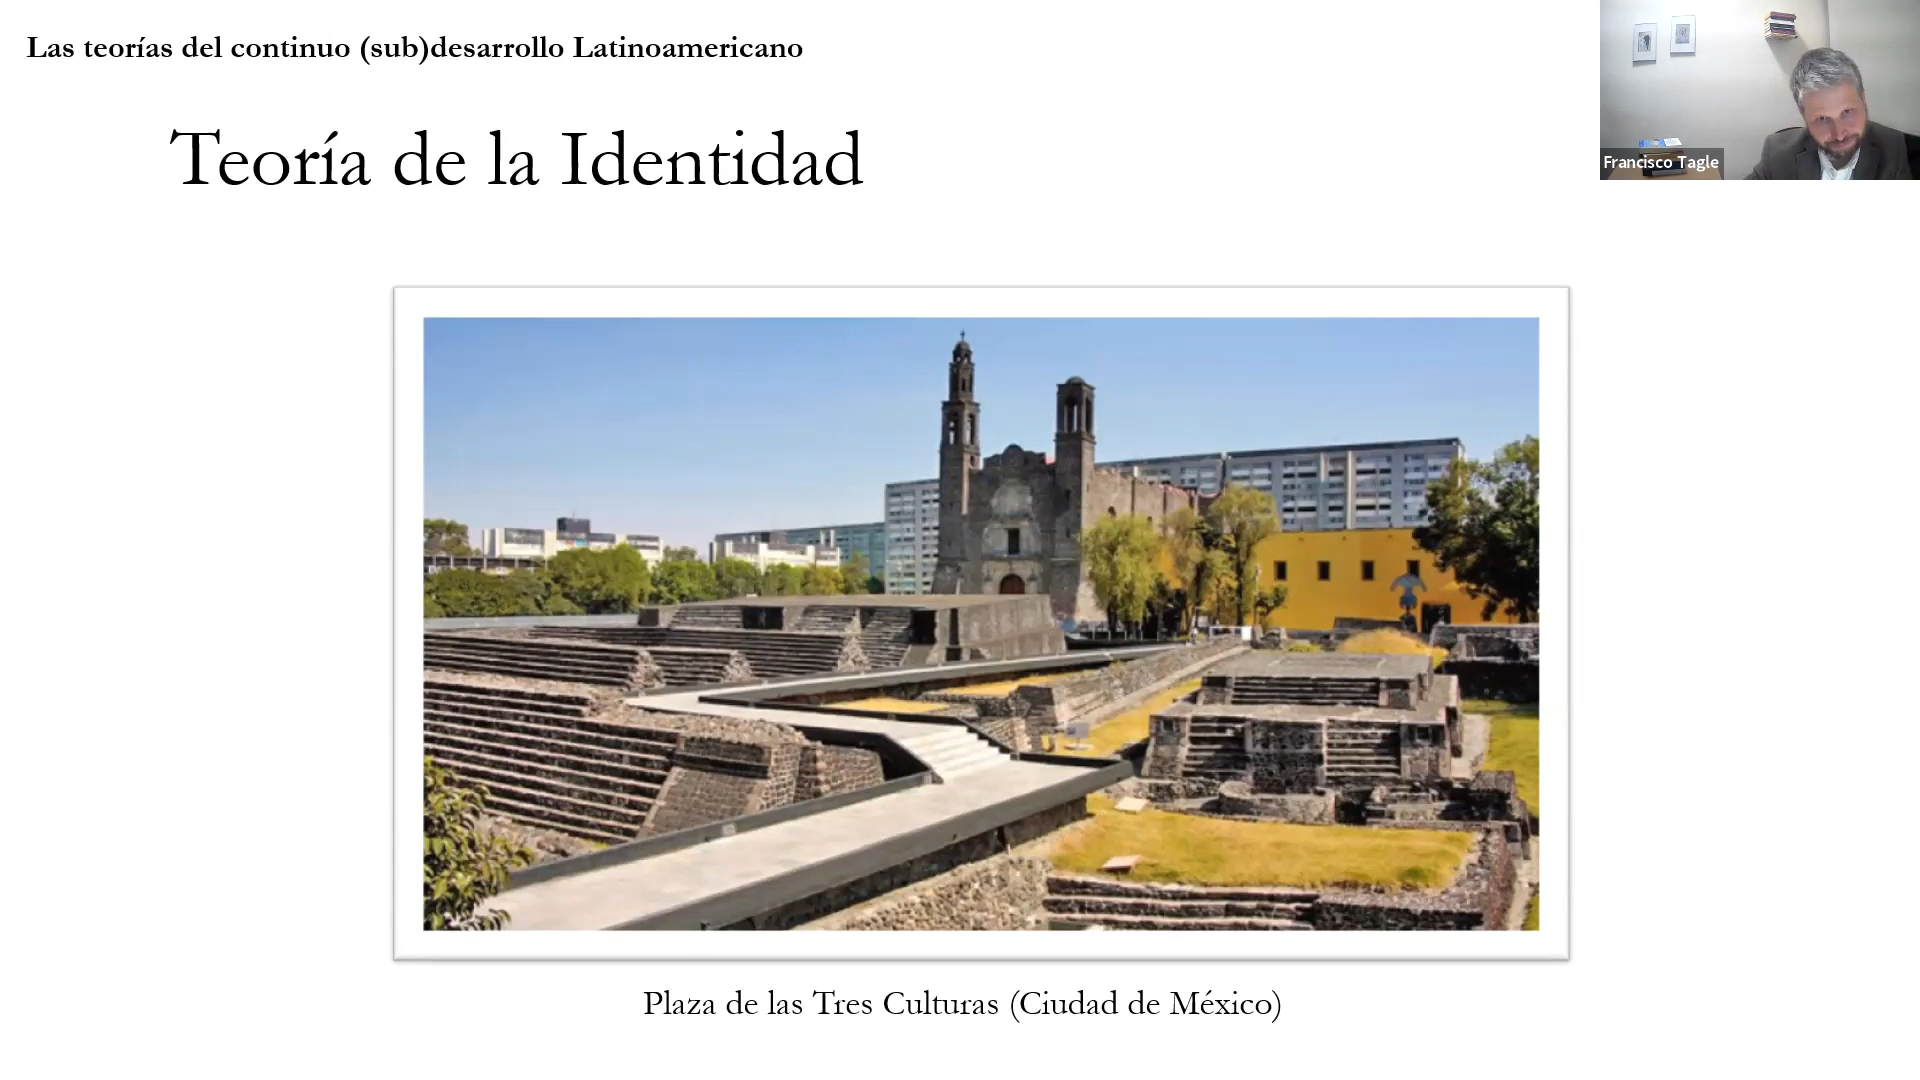 Las teorías del continuo (sub)desarrollo Latinoamericano
Teoría de la Identidad
Francisco Tagle
Plaza de las Tres Culturas (Ciudad de México)